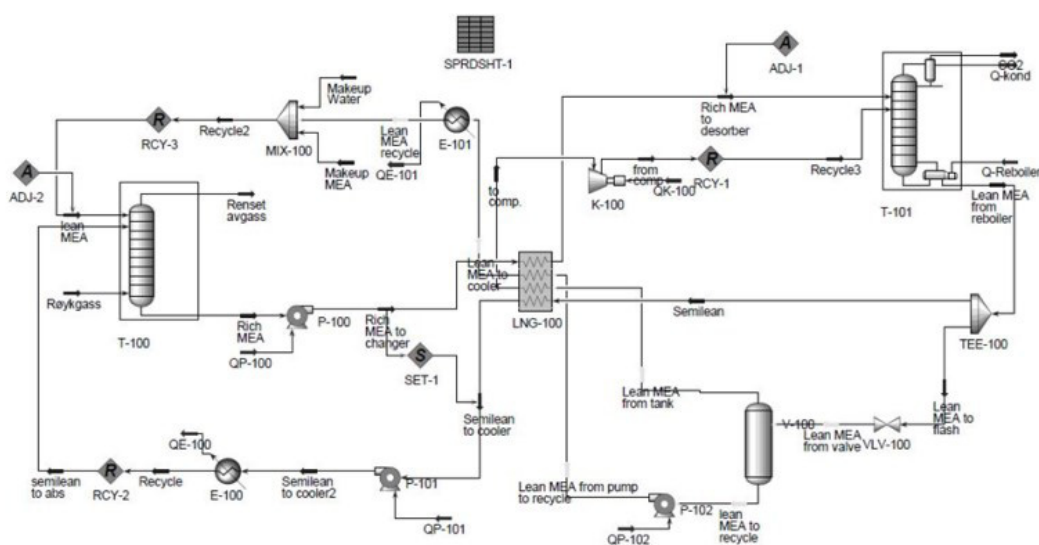 SPRDSHT-1
A
ADJ-1
CO2
Q-kond
Makeup
Water
R
RCY-3
Recycle2
MIX-100
Lean
MEA
recycle
E-101
QE-101
Makeup
MEA
Rich MEA
to
desorber
from
comp
R
RCY-1
Recycle3
K-100
QK-100
to
comp.
Q-Reboiler
T-101
Lean MEA
from
reboiler
A
ADJ-2
lean
MEA
Renset
avgass
Røykgass
T-100
Rich
MEA
P-100
QP-100
Rich
MEA to
changer
Lean
MEA to
cooler
LNG-100
Semilean
TEE-100
S
SET-1
Semilean
to cooler
Lean MEA
from tank
V-100
Lean MEA
from valve
VLV-100
Lean
MEA to
flash
QE-100
semilean
to abs
R
RCY-2
Recycle
E-100
Semilean
to cooler2
P-101
QP-101
Lean MEA from pump
to recycle
P-102
QP-102
lean
MEA to
recycle